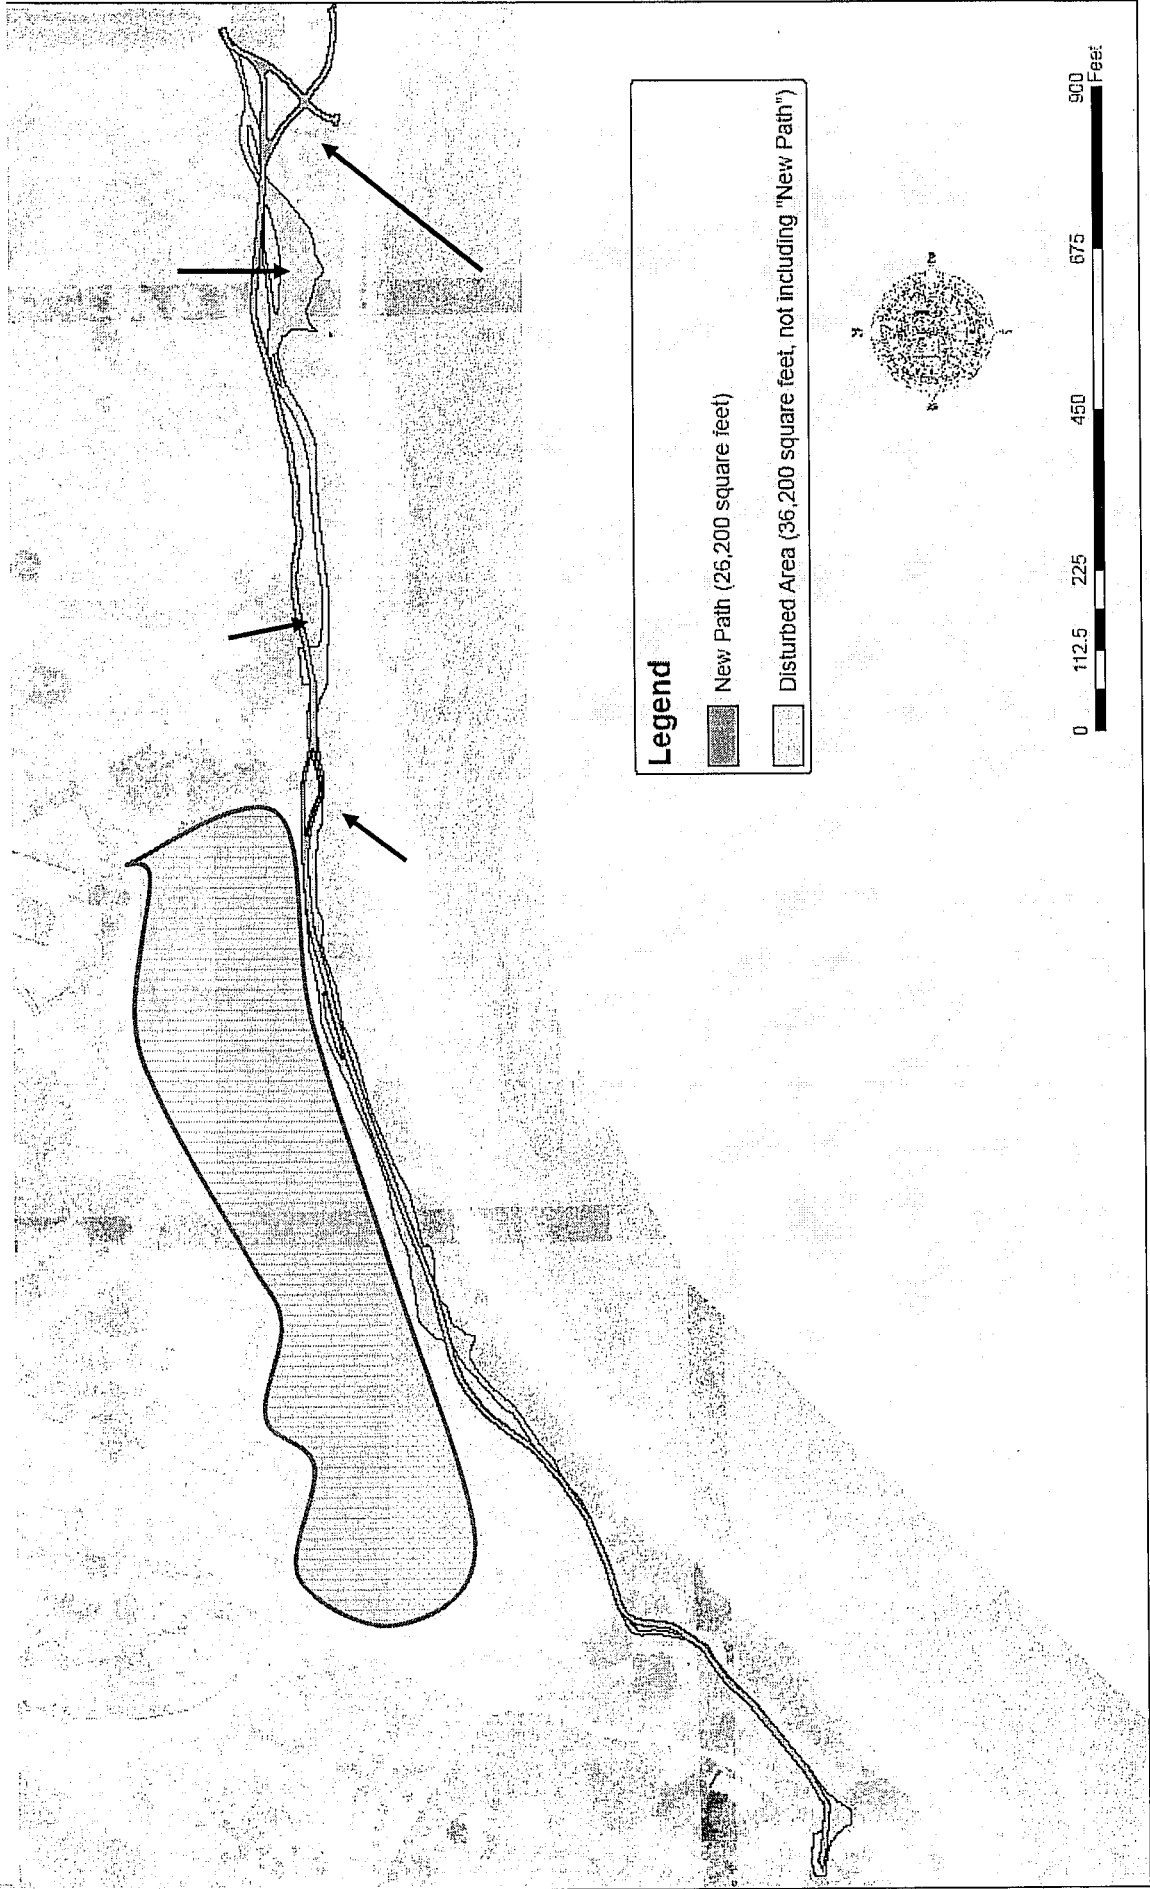 Legend
New Path (26,200 square feet)
Disturbed Area (36,200 square feet, not including "New Path")
0 112.5 225 450 675 900
Feet